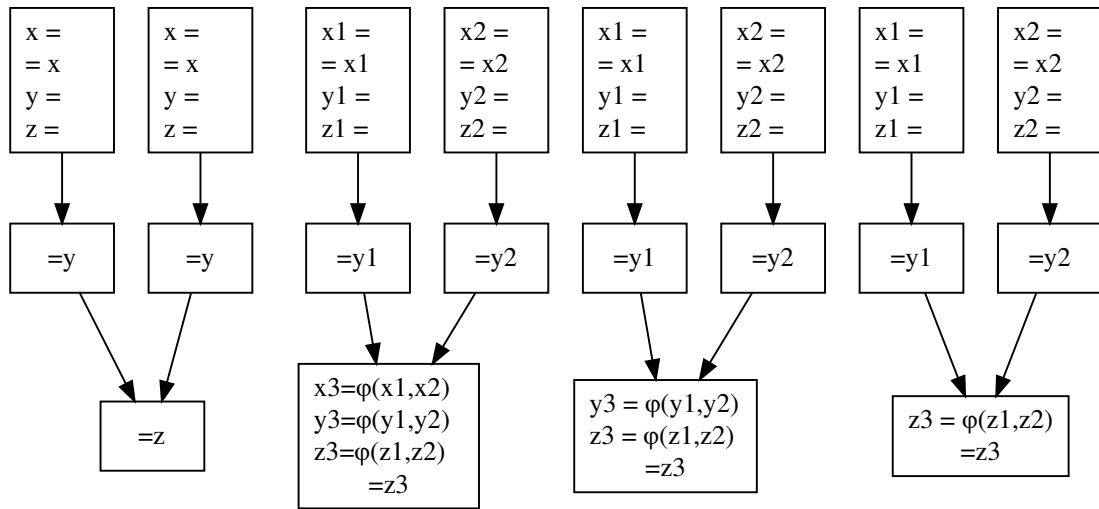 x =
= x
y =
z =
x =
= x
y =
z =
=y
=y
=z
x1 =
= x1
y1 =
z1 =
x2 =
= x2
y2 =
z2 =
=y1
=y2
x3=φ(x1,x2)
y3=φ(y1,y2)
z3=φ(z1,z2)
=z3
x1 =
= x1
y1 =
z1 =
x2 =
= x2
y2 =
z2 =
=y1
=y2
y3 = φ(y1,y2)
z3 = φ(z1,z2)
=z3
x1 =
= x1
y1 =
z1 =
x2 =
= x2
y2 =
z2 =
=y1
=y2
z3 = φ(z1,z2)
=z3